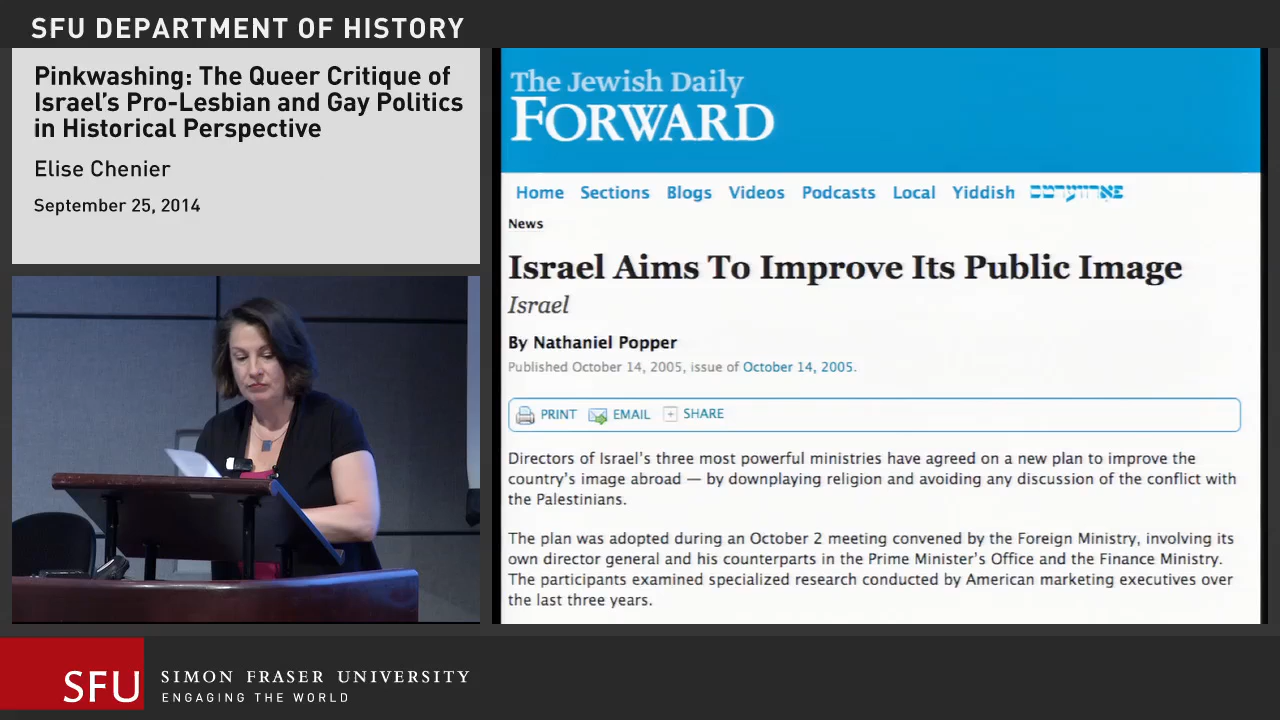 SFU DEPARTMENT OF HISTORY
Pinkwashing: The Queer Critique of
Israel's Pro-Lesbian and Gay Politics
in Historical Perspective
Elise Chenier
September 25, 2014
The Jewish Daily
FORWARD
Home Sections Blogs Videos Podcasts Local Yiddish פאָרווערטס
News
Israel Aims To Improve Its Public Image
Israel
By Nathaniel Popper
Published October 14, 2005, issue of October 14, 2005.
PRINT EMAIL + SHARE
Directors of Israel's three most powerful ministries have agreed on a new plan to improve the
country's image abroad — by downplaying religion and avoiding any discussion of the conflict with
the Palestinians.
The plan was adopted during an October 2 meeting convened by the Foreign Ministry, involving its
own director general and his counterparts in the Prime Minister's Office and the Finance Ministry.
The participants examined specialized research conducted by American marketing executives over
the last three years.
SFU
SIMON FRASER UNIVERSITY
ENGAGING THE WORLD